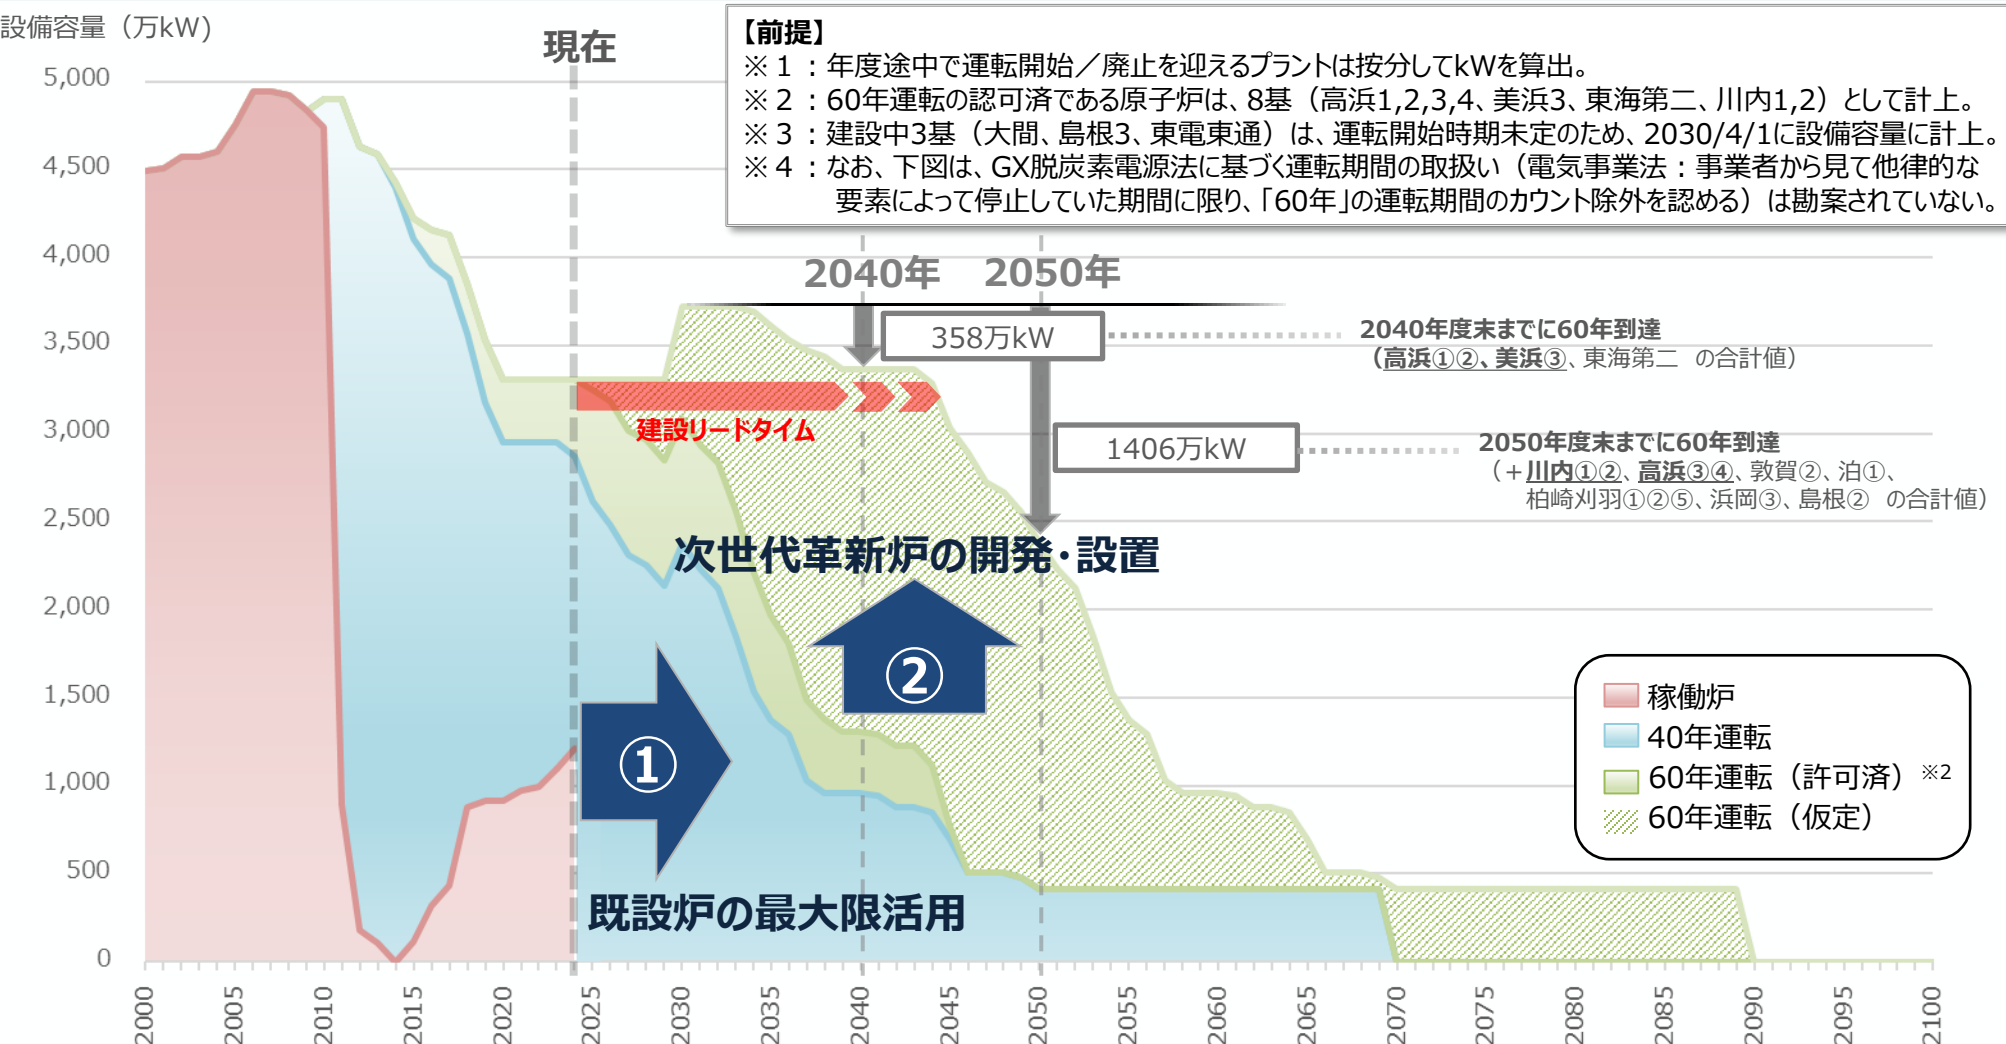 設備容量（万kW)
現在
【前提】
※１：年度途中で運転開始／廃止を迎えるプラントは按分してkWを算出。
※２：60年運転の認可済である原子炉は、8基（高浜1,2,3,4、美浜3、東海第二、川内1,2）として計上。
※３：建設中3基（大間、島根3、東電東通）は、運転開始時期未定のため、2030/4/1に設備容量に計上。
※４：なお、下図は、GX脱炭素電源法に基づく運転期間の取扱い（電気事業法：事業者から見て他律的な
要素によって停止していた期間に限り、「60年」の運転期間のカウント除外を認める）は勘案されていない。
5,000
4,500
4,000
3,500
3,000
2,500
2,000
1,500
1,000
500
0
2040年
2050年
358万kW
2040年度末までに60年到達
（高浜①②、美浜③、東海第二 の合計値）
建設リードタイム
1406万kW
2050年度末までに60年到達
（＋川内①②、高浜③④、敦賀②、泊①、
柏崎刈羽①②⑤、浜岡③、島根② の合計値）
次世代革新炉の開発・設置
②
①
既設炉の最大限活用
稼働炉
40年運転
60年運転（許可済）※2
60年運転（仮定）
2000
2005
2010
2015
2020
2025
2030
2035
2040
2045
2050
2055
2060
2065
2070
2075
2080
2085
2090
2095
2100